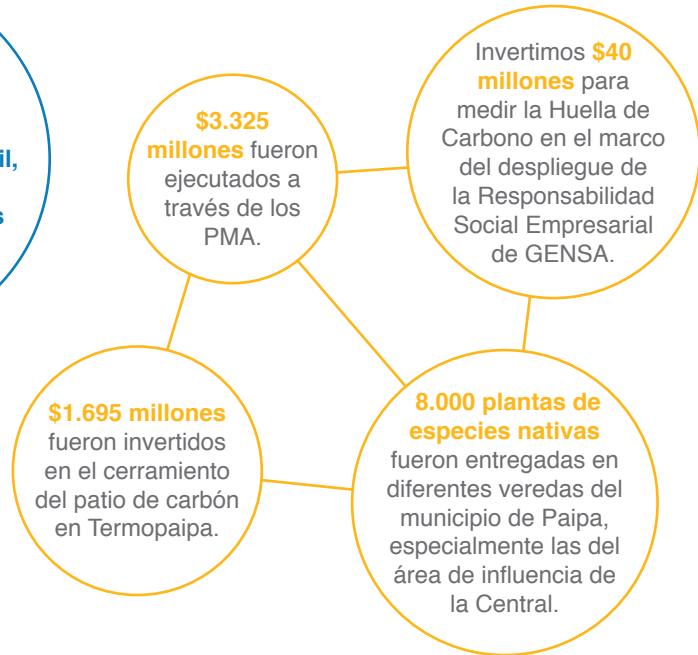 $3.325
millones fueron
ejecutados a
través de los
PMA.
Invertimos $40
millones para
medir la Huella de
Carbono en el marco
del despliegue de
la Responsabilidad
Social Empresarial
de GENSA.
$1.695 millones
fueron invertidos
en el cerramiento
del patio de carbón
en Termopaipa.
8.000 plantas de
especies nativas
fueron entregadas en
diferentes veredas del
municipio de Paipa,
especialmente las del
área de influencia de
la Central.